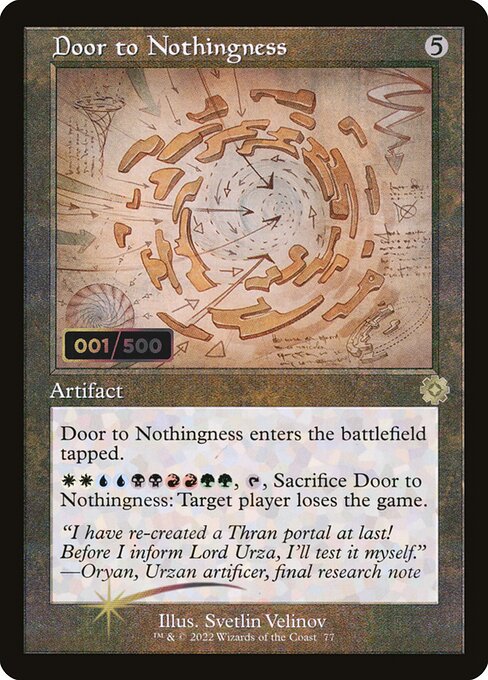 Door to Nothingness 5
001/500
Artifact
Door to Nothingness enters the battlefield
tapped.
, , Sacrifice Door to
Nothingness: Target player loses the game.
“I have re-created a Thran portal at last!
Before I inform Lord Urza, I’ll test it myself.”
—Oryan, Urzan artificer, final research note
Illus. Svetlin Velinov
™ & © 2022 Wizards of the Coast 77